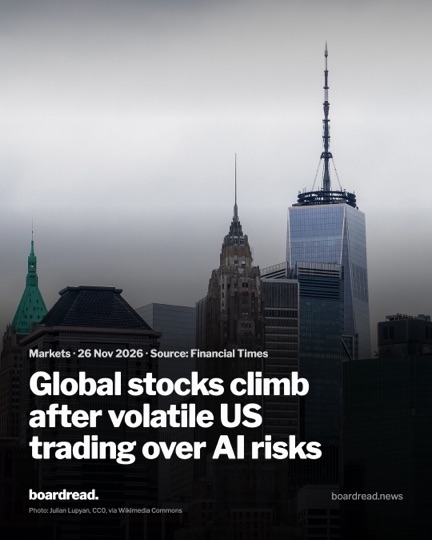 Markets · 26 Nov 2026 · Source: Financial Times
Global stocks climb
after volatile US
trading over AI risks
boardread.
boardread.news
Photo: Julian Lupyan, CC0, via Wikimedia Commons